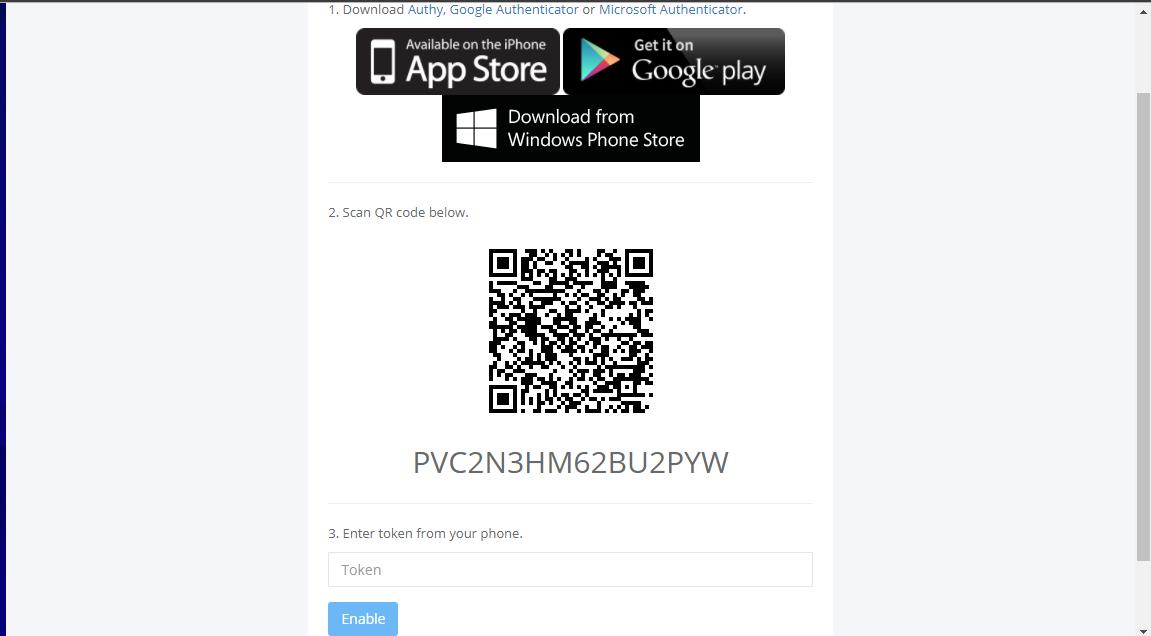 1. Download Authy, Google Authenticator or Microsoft Authenticator.
Available on the iPhone
App Store
Get it on
Google play
Download from
Windows Phone Store
2. Scan QR code below.
PVC2N3HM62BU2PYW
3. Enter token from your phone.
Token
Enable